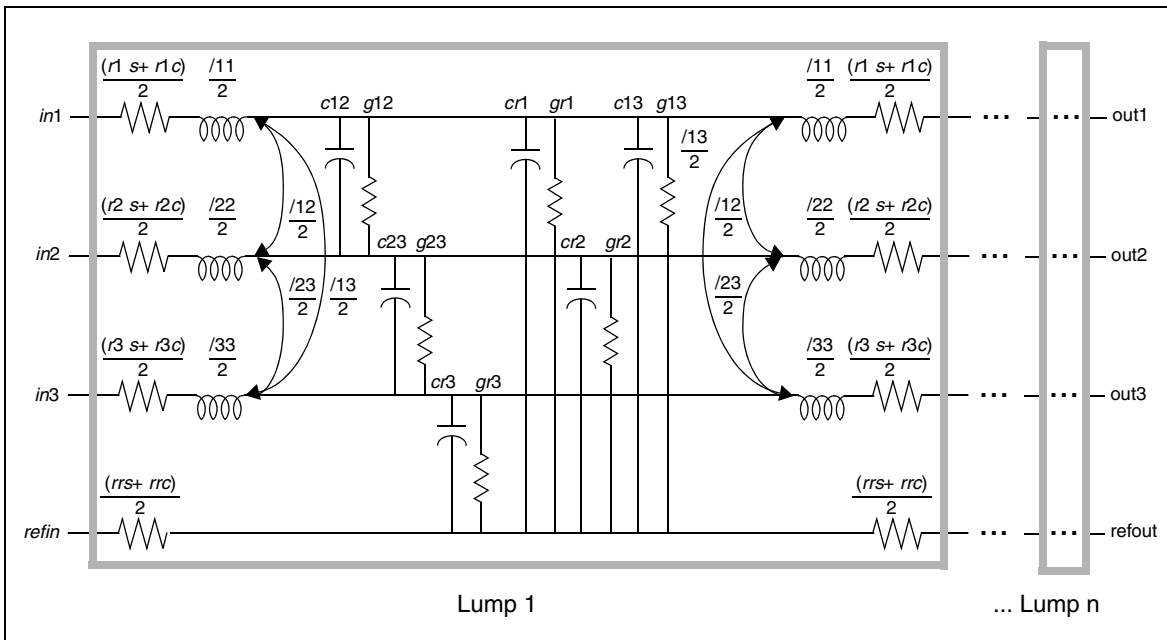 (r1 s+ r1c)
2
/11
2
/11
2
(r1 s+ r1c)
2
in1
c12 g12
cr1 gr1
c13 g13
... ...
out1
/13
2
(r2 s+ r2c)
2
/22
2
/12
2
/12
2
/22
2
(r2 s+ r2c)
2
in2
c23 g23
cr2 gr2
... ...
out2
/23
2
/13
2
/23
2
(r3 s+ r3c)
2
/33
2
/33
2
(r3 s+ r3c)
2
in3
cr3 gr3
... ...
out3
(rrs+ rrc)
2
(rrs+ rrc)
2
refin
... ...
refout
Lump 1
... Lump n